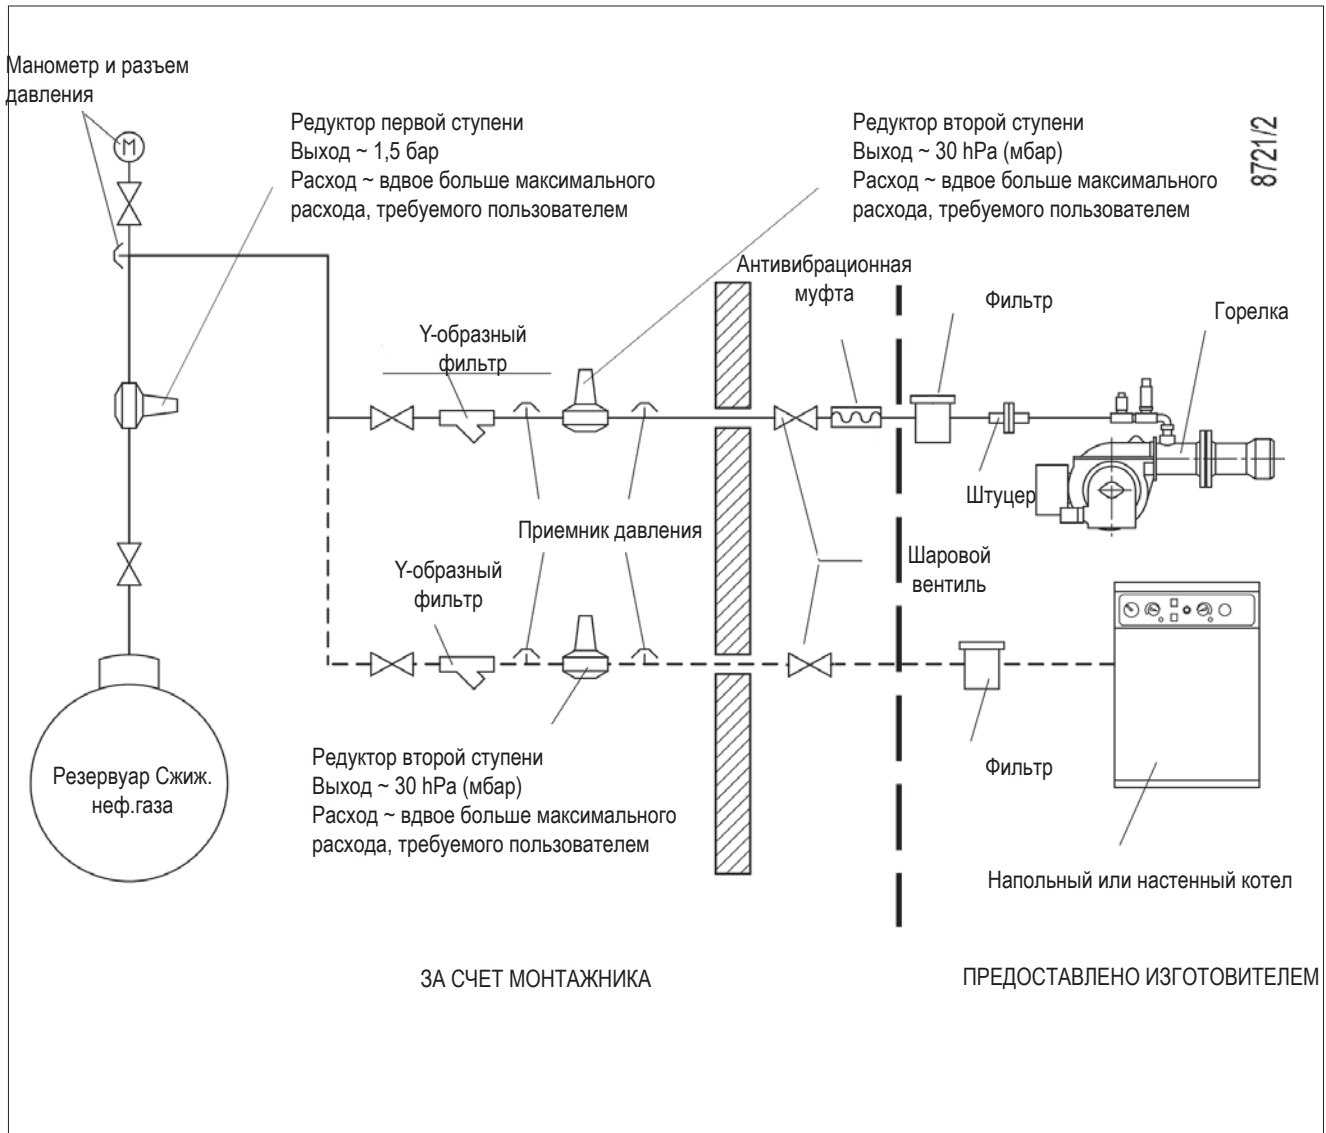 Манометр и разъем
давления
M
Редуктор первой ступени
Выход ~ 1,5 бар
Расход ~ вдвое больше максимального
расхода, требуемого пользователем
Редуктор второй ступени
Выход ~ 30 hPa (мбар)
Расход ~ вдвое больше максимального
расхода, требуемого пользователем
8721/2
Антивибрационная
муфта
Фильтр
Горелка
Y-образный
фильтр
Штуцер
Приемник давления
Y-образный
фильтр
Шаровой
вентиль
Резервуар Сжиж.
неф.газа
Редуктор второй ступени
Выход ~ 30 hPa (мбар)
Расход ~ вдвое больше максимального
расхода, требуемого пользователем
Фильтр
Напольный или настенный котел
ЗА СЧЕТ МОНТАЖНИКА
ПРЕДОСТАВЛЕНО ИЗГОТОВИТЕЛЕМ